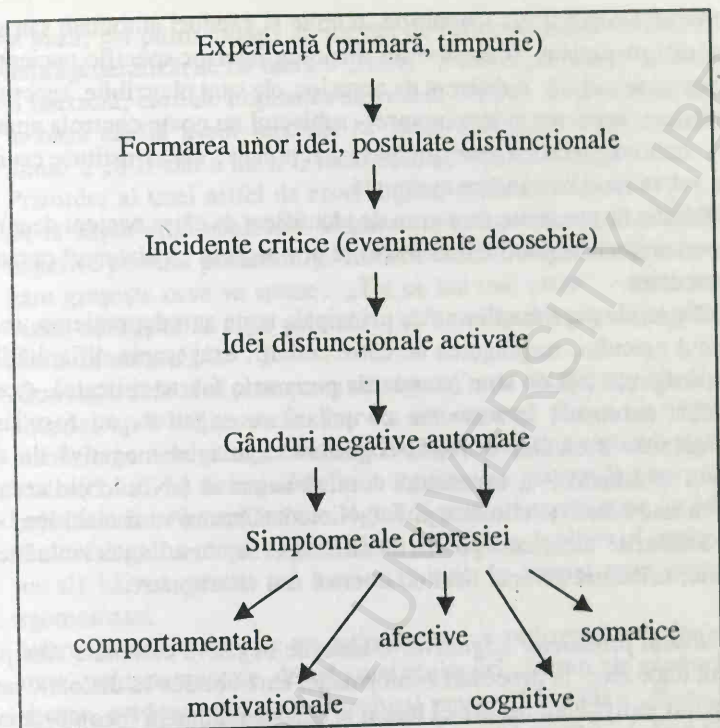 Experiență (primară, timpurie)
Formarea unor idei, postulate disfuncționale
Incidente critice (evenimente deosebite)
Idei disfuncționale activate
Gânduri negative automate
Simptome ale depresiei
comportamentale afective somatice
motivaționale cognitive
UNIVERSITY